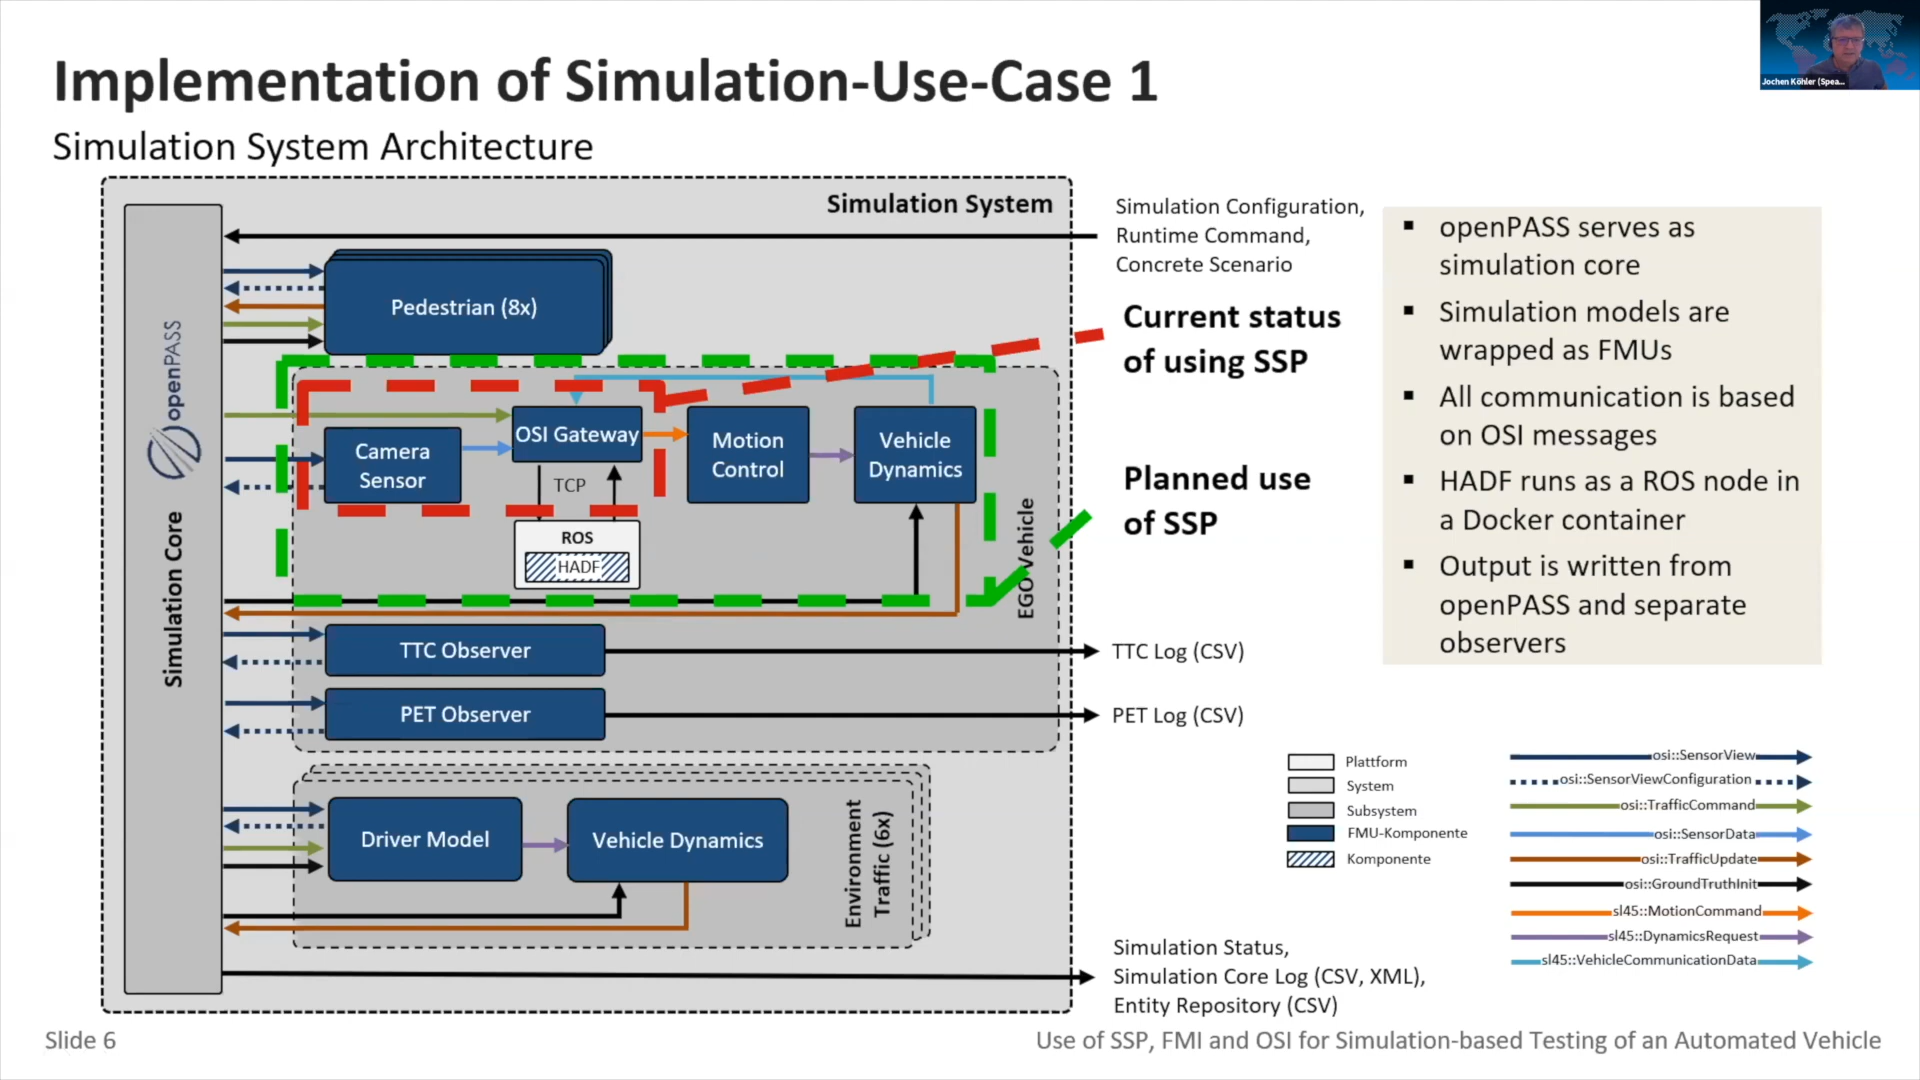 Jochen Köhler (Spea...
Implementation of Simulation-Use-Case 1
Simulation System Architecture
Simulation System
Simulation Configuration,
Runtime Command,
Concrete Scenario
openPASS
Simulation Core
Pedestrian (8x)
Current status
of using SSP
Planned use
of SSP
OSI Gateway
Camera
Sensor
Motion
Control
Vehicle
Dynamics
TCP
ROS
HADF
EGO Vehicle
TTC Observer
TTC Log (CSV)
PET Observer
PET Log (CSV)
Driver Model
Vehicle Dynamics
Environment
Traffic (6x)
Simulation Status,
Simulation Core Log (CSV, XML),
Entity Repository (CSV)
▪ openPASS serves as
simulation core
▪ Simulation models are
wrapped as FMUs
▪ All communication is based
on OSI messages
▪ HADF runs as a ROS node in
a Docker container
▪ Output is written from
openPASS and separate
observers
Plattform
System
Subsystem
FMU-Komponente
Komponente
osi::SensorView
osi::SensorViewConfiguration
osi::TrafficCommand
osi::SensorData
osi::TrafficUpdate
osi::GroundTruthInit
sl45::MotionCommand
sl45::DynamicsRequest
sl45::VehicleCommunicationData
Slide 6
Use of SSP, FMI and OSI for Simulation-based Testing of an Automated Vehicle